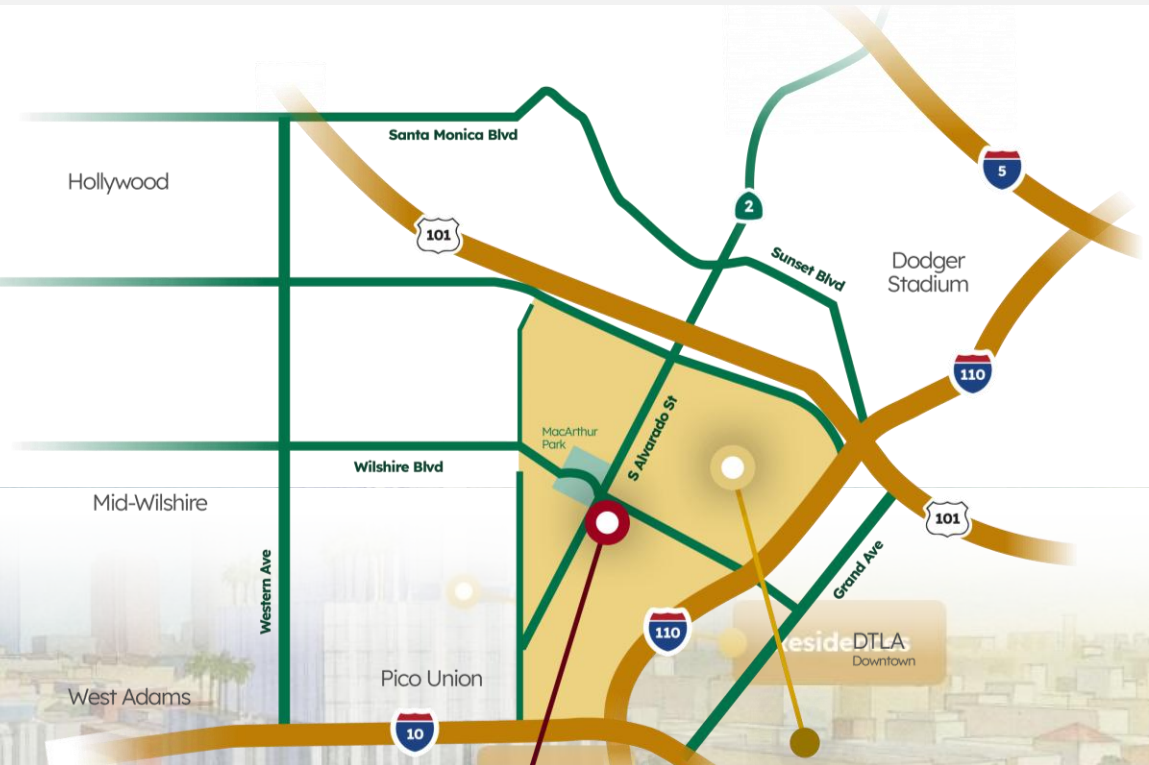 Santa Monica Blvd
Hollywood
5
2
101
Sunset Blvd
Dodger
Stadium
110
S Alvarado St
MacArthur
Park
Wilshire Blvd
Mid-Wilshire
101
Western Ave
Grand Ave
110
DTLA
Downtown
Pico Union
West Adams
10